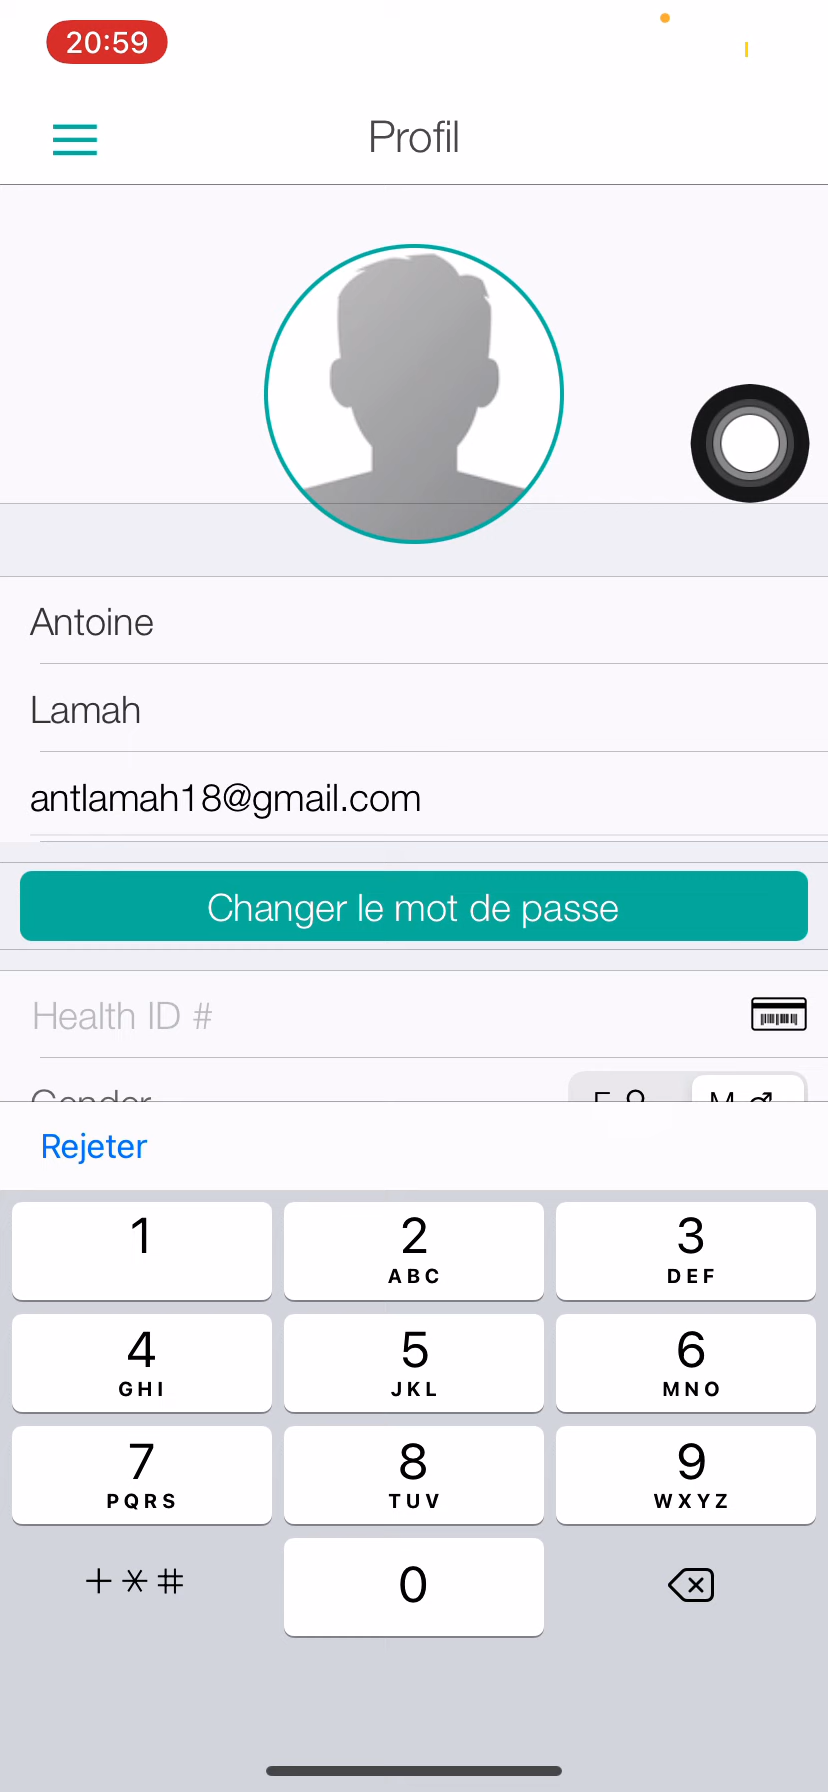 20:59
Profil
Antoine
Lamah
antlamah18@gmail.com
Changer le mot de passe
Health ID #
Gender F M
Rejeter
1 2 3
ABC DEF
4 5 6
GHI JKL MNO
7 8 9
PQRS TUV WXYZ
+*# 0